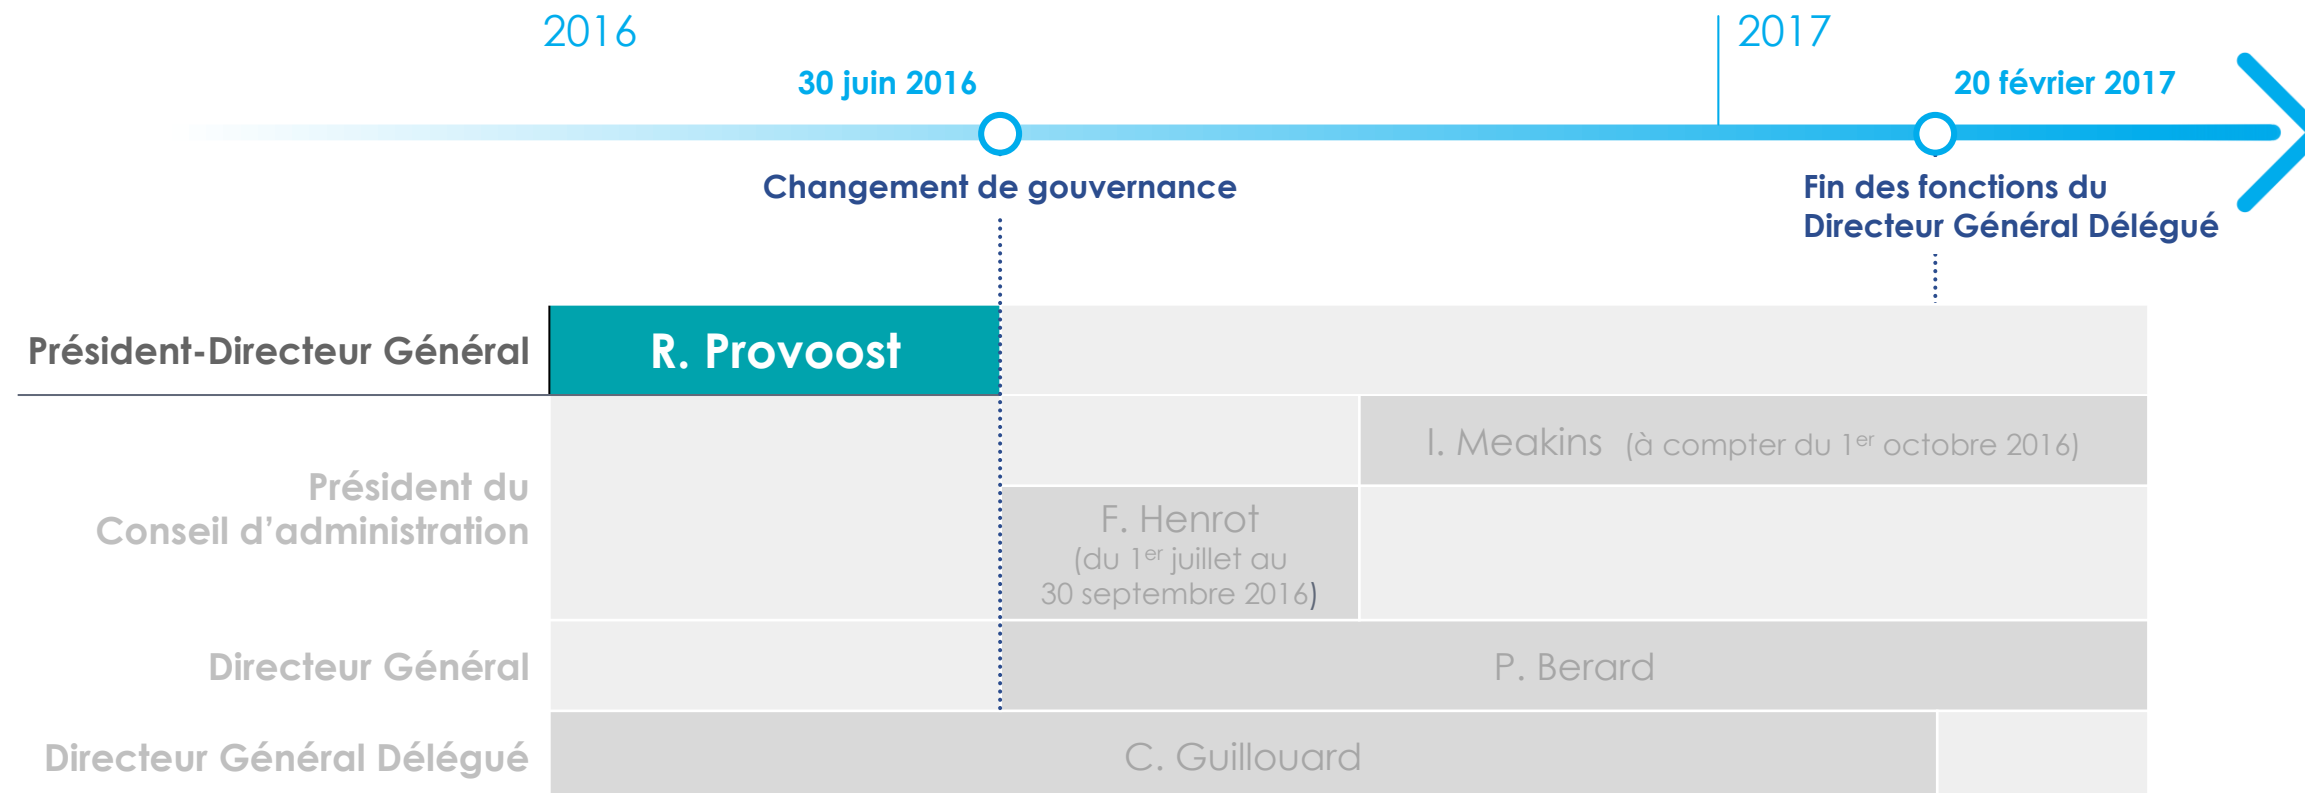 2016
2017
30 juin 2016
20 février 2017
Changement de gouvernance
Fin des fonctions du
Directeur Général Délégué
Président-Directeur Général
R. Provoost
I. Meakins (à compter du 1er octobre 2016)
Président du
Conseil d’administration
F. Henrot
(du 1er juillet au
30 septembre 2016)
Directeur Général
P. Berard
Directeur Général Délégué
C. Guillouard